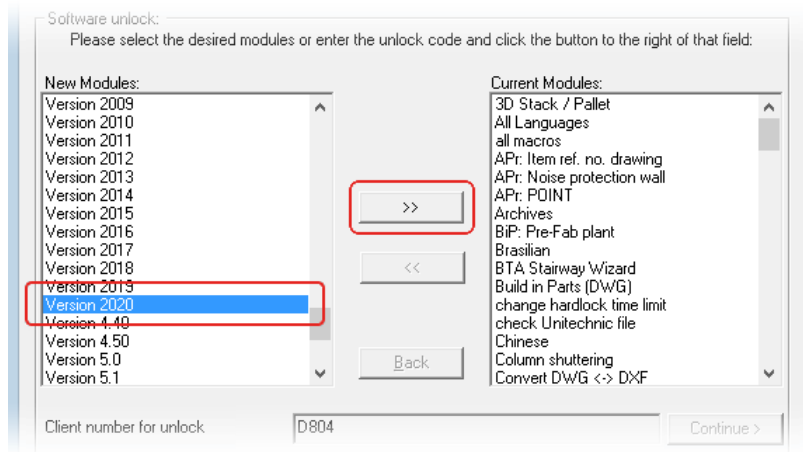 Software unlock:
Please select the desired modules or enter the unlock code and click the button to the right of that field:
New Modules:
Version 2009
Version 2010
Version 2011
Version 2012
Version 2013
Version 2014
Version 2015
Version 2016
Version 2017
Version 2018
Version 2019
Version 2020
Version 4.40
Version 4.50
Version 5.0
Version 5.1
>>
<<
Back
Current Modules:
3D Stack / Pallet
All Languages
all macros
APr: Item ref. no. drawing
APr: Noise protection wall
APr: POINT
Archives
BiP: Pre-Fab plant
Brasilian
BTA Stairway Wizard
Build in Parts (DWG)
change hardlock time limit
check Unitechnic file
Chinese
Column shuttering
Convert DWG <-> DXF
Client number for unlock
D804
Continue >